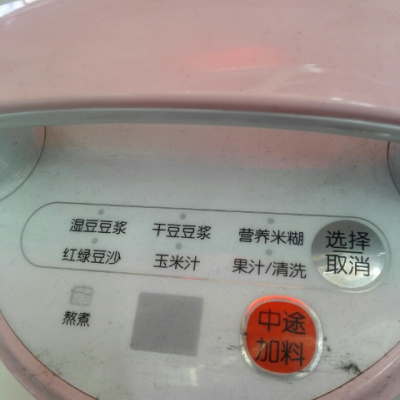 湿豆豆浆 干豆豆浆 营养米糊
红绿豆沙 玉米汁 果汁/清洗
选择
取消
熬煮
中途
加料